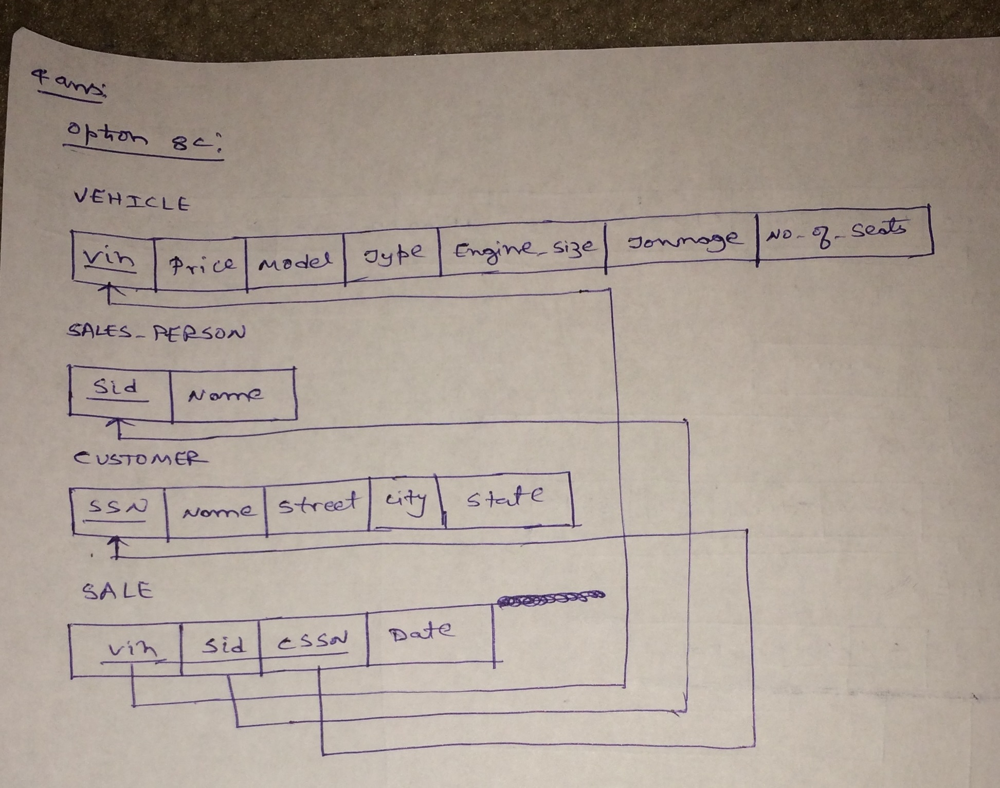 4 ans:
Option 8c:
VEHICLE
Vin Price Model Type Engine_Size Tonnage No_of_Seats
SALES_PERSON
Sid Name
CUSTOMER
SSN Name Street City State
SALE
Vin Sid CSSN Date